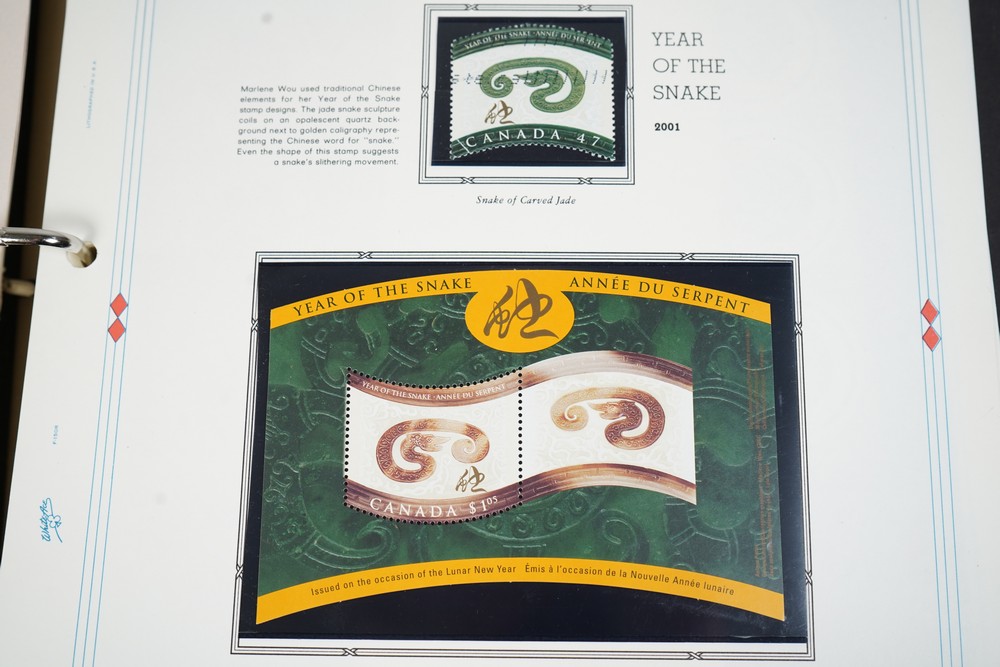 YEAR OF THE SNAKE · ANNÉE DU SERPENT
蛇
CANADA 47
YEAR
OF THE
SNAKE
2001
Marlene Wou used traditional Chinese
elements for her Year of the Snake
stamp designs. The jade snake sculpture
coils on an opalescent quartz back-
ground next to golden caligraphy repre-
senting the Chinese word for "snake."
Even the shape of this stamp suggests
a snake's slithering movement.
Snake of Carved Jade
YEAR OF THE SNAKE 蛇 ANNÉE DU SERPENT
YEAR OF THE SNAKE · ANNÉE DU SERPENT
蛇
CANADA $1.05
Issued on the occasion of the Lunar New Year Émis à l'occasion de la Nouvelle Année lunaire
White Ace